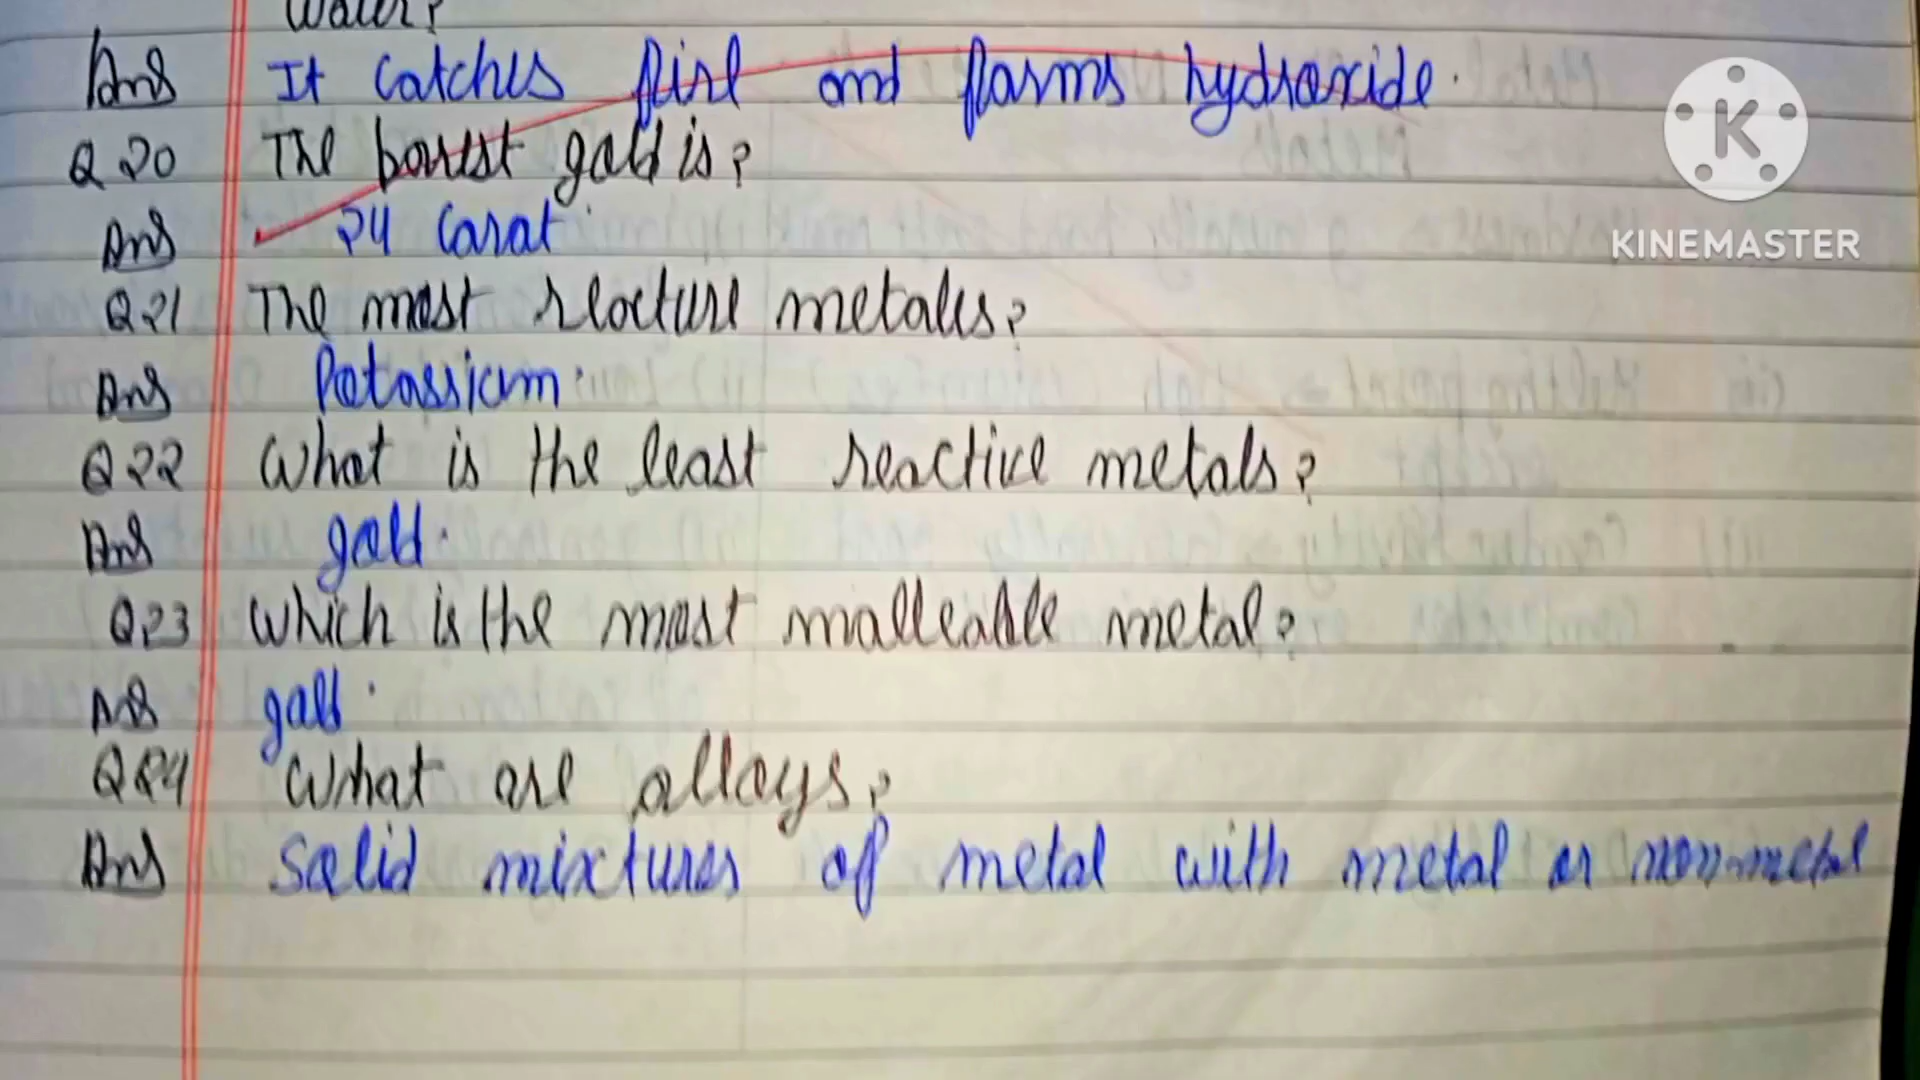 water?
Ans It catches fire and forms hydroxide.
Q 20 The purest gold is?
Ans 24 Carat
Q21 The most reactive metals?
Ans Potassium.
Q22 What is the least reactive metals?
Ans gold.
Q23 Which is the most malleable metal?
Ans gold.
Q24 What are alloys?
Ans Solid mixtures of metal with metal or non-metal
KINEMASTER